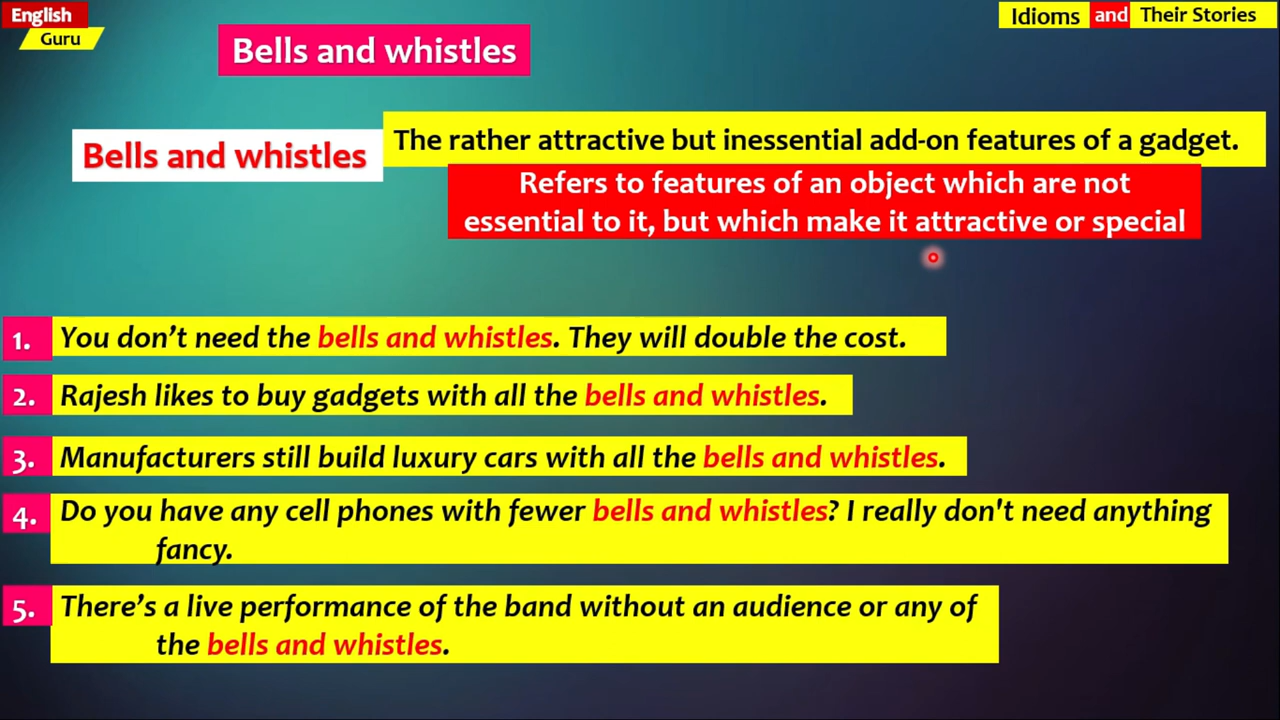 English
Guru
Idioms and Their Stories
Bells and whistles
Bells and whistles
The rather attractive but inessential add-on features of a gadget.
Refers to features of an object which are not
essential to it, but which make it attractive or special
1. You don’t need the bells and whistles. They will double the cost.
2. Rajesh likes to buy gadgets with all the bells and whistles.
3. Manufacturers still build luxury cars with all the bells and whistles.
4. Do you have any cell phones with fewer bells and whistles? I really don't need anything
fancy.
5. There’s a live performance of the band without an audience or any of
the bells and whistles.